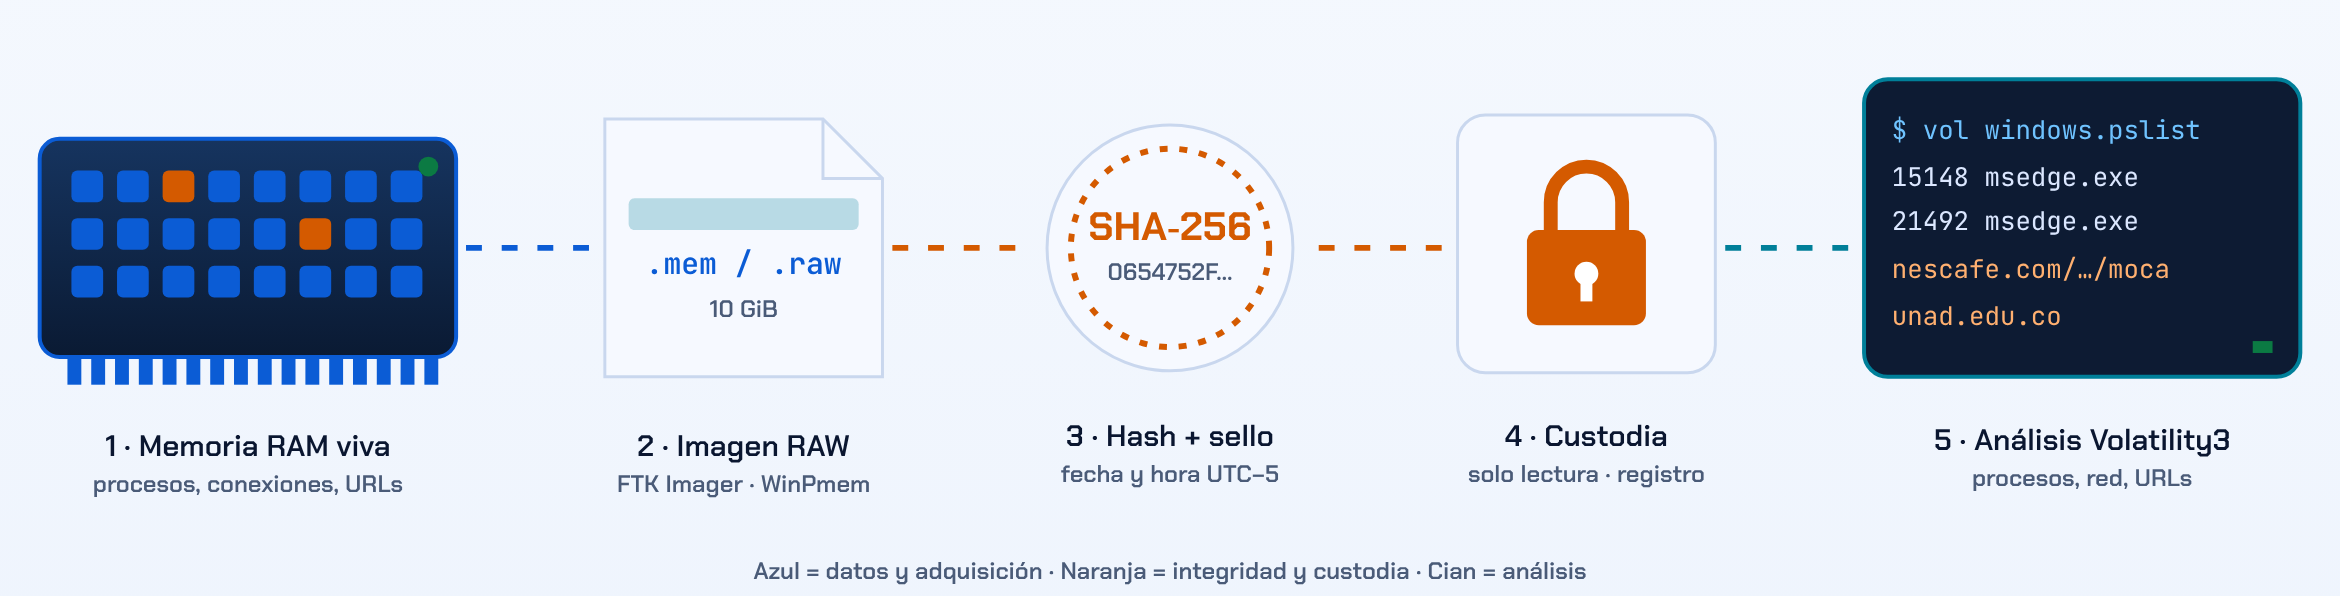 .mem / .raw
10 GiB
SHA-256
0654752F...
$ vol windows.pslist
15148 msedge.exe
21492 msedge.exe
nescafe.com/…/moca
unad.edu.co
1 · Memoria RAM viva
procesos, conexiones, URLs
2 · Imagen RAW
FTK Imager · WinPmem
3 · Hash + sello
fecha y hora UTC−5
4 · Custodia
solo lectura · registro
5 · Análisis Volatility3
procesos, red, URLs
Azul = datos y adquisición · Naranja = integridad y custodia · Cian = análisis